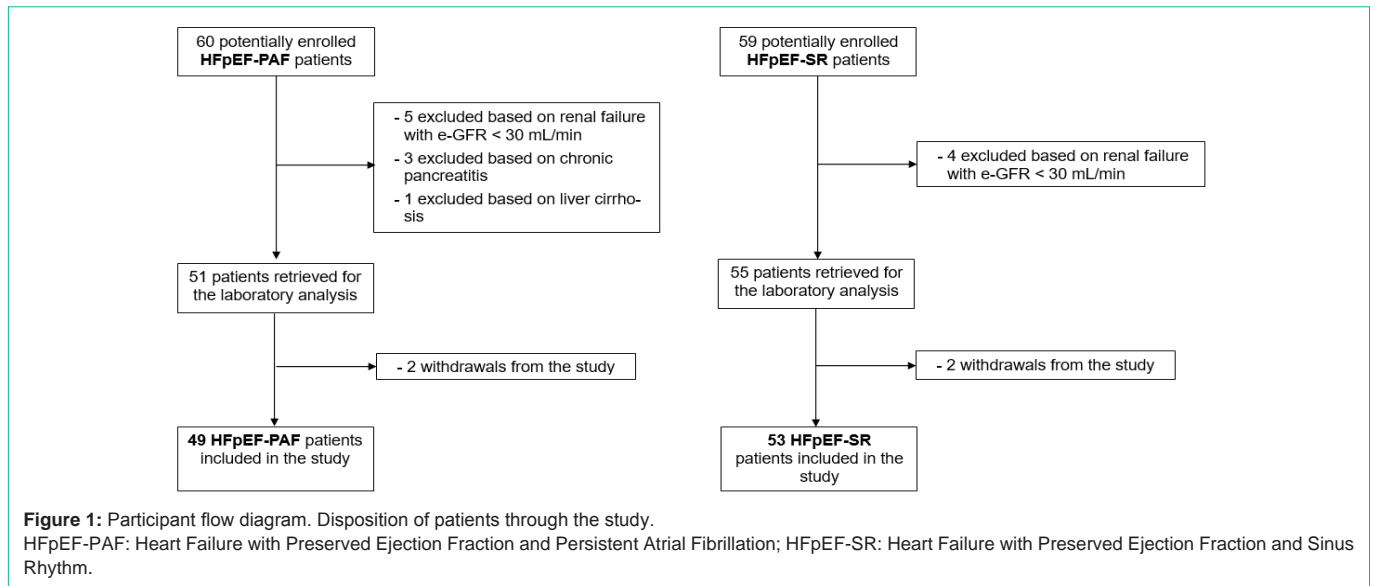 60 potentially enrolled
HFpEF-PAF patients
- 5 excluded based on renal failure
with e-GFR < 30 mL/min
- 3 excluded based on chronic
pancreatitis
- 1 excluded based on liver cirrho-
sis
51 patients retrieved for
the laboratory analysis
- 2 withdrawals from the study
49 HFpEF-PAF patients
included in the study
59 potentially enrolled
HFpEF-SR patients
- 4 excluded based on renal failure
with e-GFR < 30 mL/min
55 patients retrieved for
the laboratory analysis
- 2 withdrawals from the study
53 HFpEF-SR
patients included in the
study
Figure 1: Participant flow diagram. Disposition of patients through the study.
HFpEF-PAF: Heart Failure with Preserved Ejection Fraction and Persistent Atrial Fibrillation; HFpEF-SR: Heart Failure with Preserved Ejection Fraction and Sinus
Rhythm.